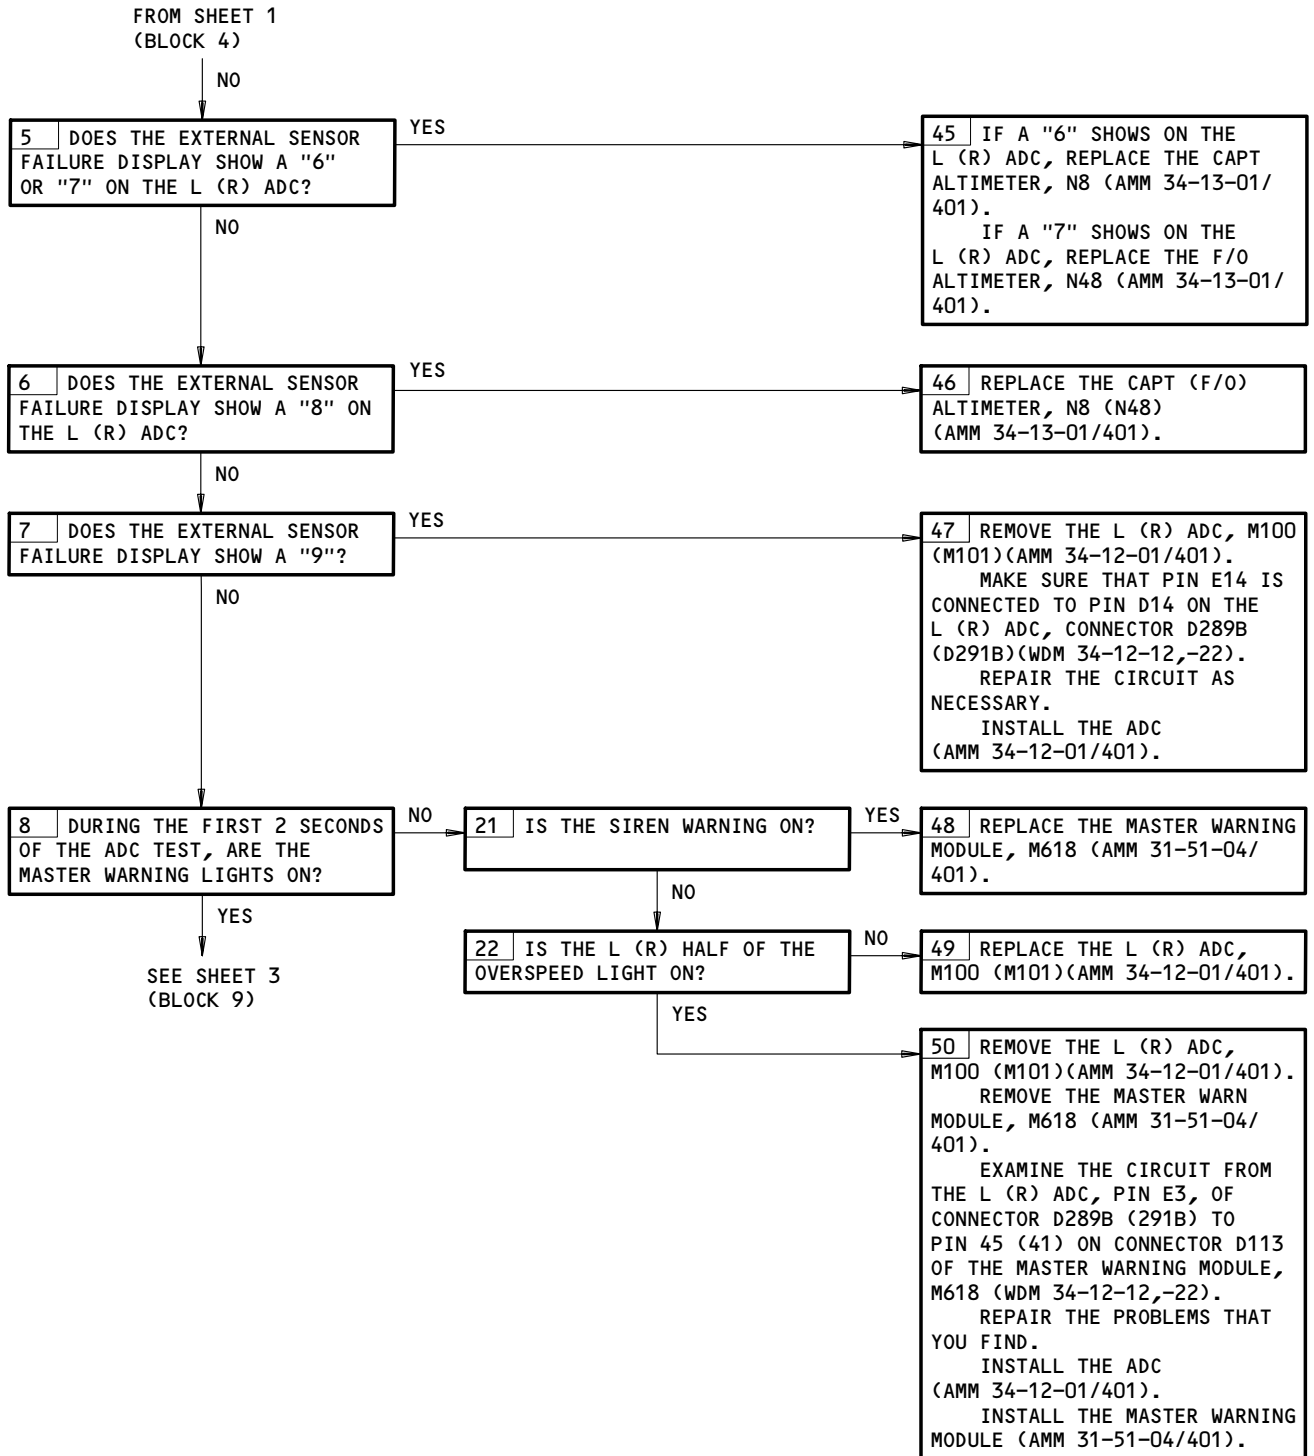 FROM SHEET 1
(BLOCK 4)
NO
5 DOES THE EXTERNAL SENSOR
FAILURE DISPLAY SHOW A "6"
OR "7" ON THE L (R) ADC?
YES
NO
45 IF A "6" SHOWS ON THE
L (R) ADC, REPLACE THE CAPT
ALTIMETER, N8 (AMM 34-13-01/
401).
IF A "7" SHOWS ON THE
L (R) ADC, REPLACE THE F/O
ALTIMETER, N48 (AMM 34-13-01/
401).
6 DOES THE EXTERNAL SENSOR
FAILURE DISPLAY SHOW A "8" ON
THE L (R) ADC?
YES
NO
46 REPLACE THE CAPT (F/O)
ALTIMETER, N8 (N48)
(AMM 34-13-01/401).
7 DOES THE EXTERNAL SENSOR
FAILURE DISPLAY SHOW A "9"?
YES
NO
47 REMOVE THE L (R) ADC, M100
(M101)(AMM 34-12-01/401).
MAKE SURE THAT PIN E14 IS
CONNECTED TO PIN D14 ON THE
L (R) ADC, CONNECTOR D289B
(D291B)(WDM 34-12-12,-22).
REPAIR THE CIRCUIT AS
NECESSARY.
INSTALL THE ADC
(AMM 34-12-01/401).
8 DURING THE FIRST 2 SECONDS
OF THE ADC TEST, ARE THE
MASTER WARNING LIGHTS ON?
NO
YES
SEE SHEET 3
(BLOCK 9)
21 IS THE SIREN WARNING ON?
YES
NO
48 REPLACE THE MASTER WARNING
MODULE, M618 (AMM 31-51-04/
401).
22 IS THE L (R) HALF OF THE
OVERSPEED LIGHT ON?
NO
YES
49 REPLACE THE L (R) ADC,
M100 (M101)(AMM 34-12-01/401).
50 REMOVE THE L (R) ADC,
M100 (M101)(AMM 34-12-01/401).
REMOVE THE MASTER WARN
MODULE, M618 (AMM 31-51-04/
401).
EXAMINE THE CIRCUIT FROM
THE L (R) ADC, PIN E3, OF
CONNECTOR D289B (291B) TO
PIN 45 (41) ON CONNECTOR D113
OF THE MASTER WARNING MODULE,
M618 (WDM 34-12-12,-22).
REPAIR THE PROBLEMS THAT
YOU FIND.
INSTALL THE ADC
(AMM 34-12-01/401).
INSTALL THE MASTER WARNING
MODULE (AMM 31-51-04/401).